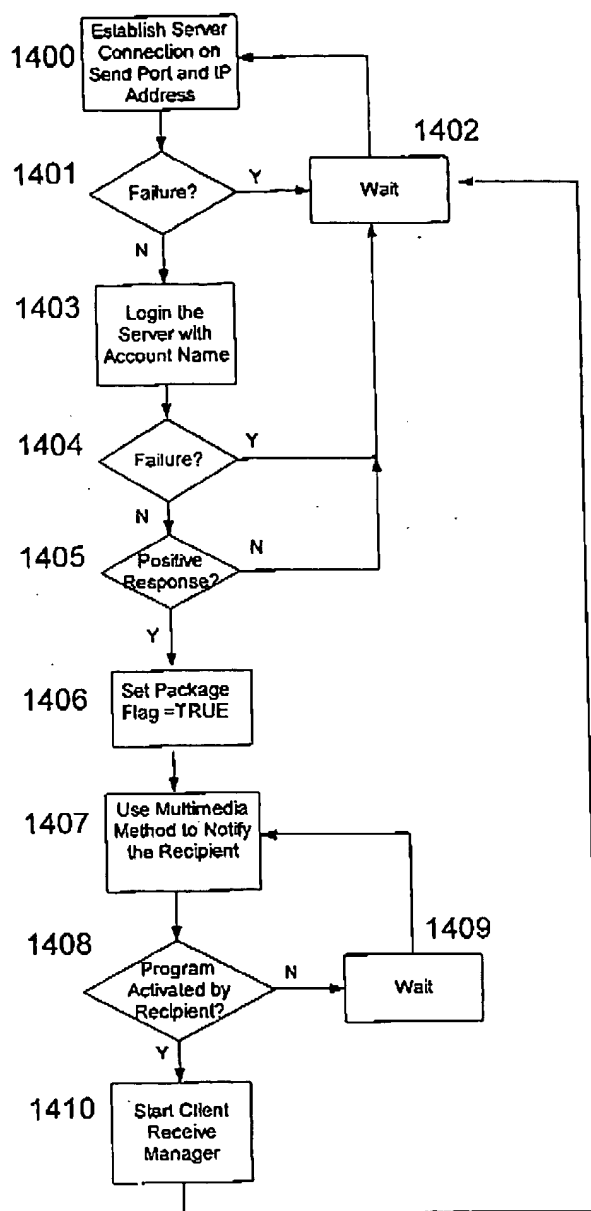 1400
Establish Server
Connection on
Send Port and IP
Address
1401
Failure?
Y
N
1402
Wait
1403
Login the
Server with
Account Name
1404
Failure?
Y
N
1405
Positive
Response?
N
Y
1406
Set Package
Flag =TRUE
1407
Use Multimedia
Method to Notify
the Recipient
1408
Program
Activated by
Recipient?
N
Y
1409
Wait
1410
Start Client
Receive
Manager